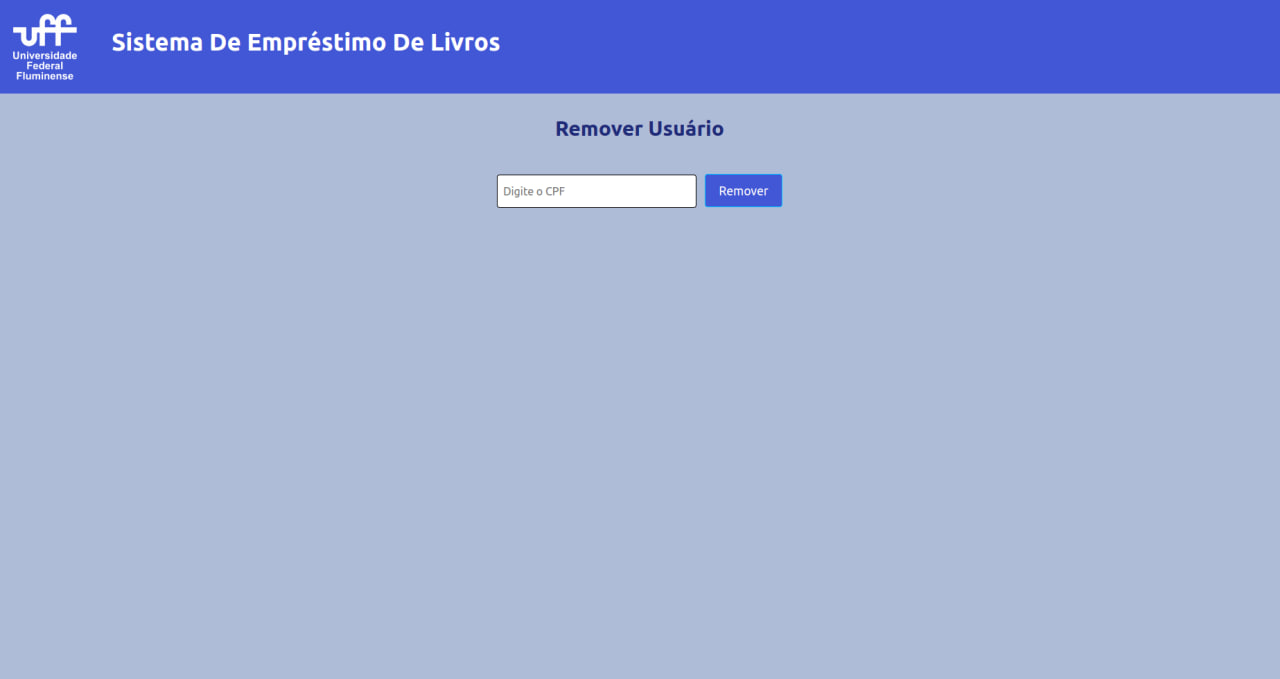 uff
Universidade
Federal
Fluminense
Sistema De Empréstimo De Livros
Remover Usuário
Digite o CPF
Remover